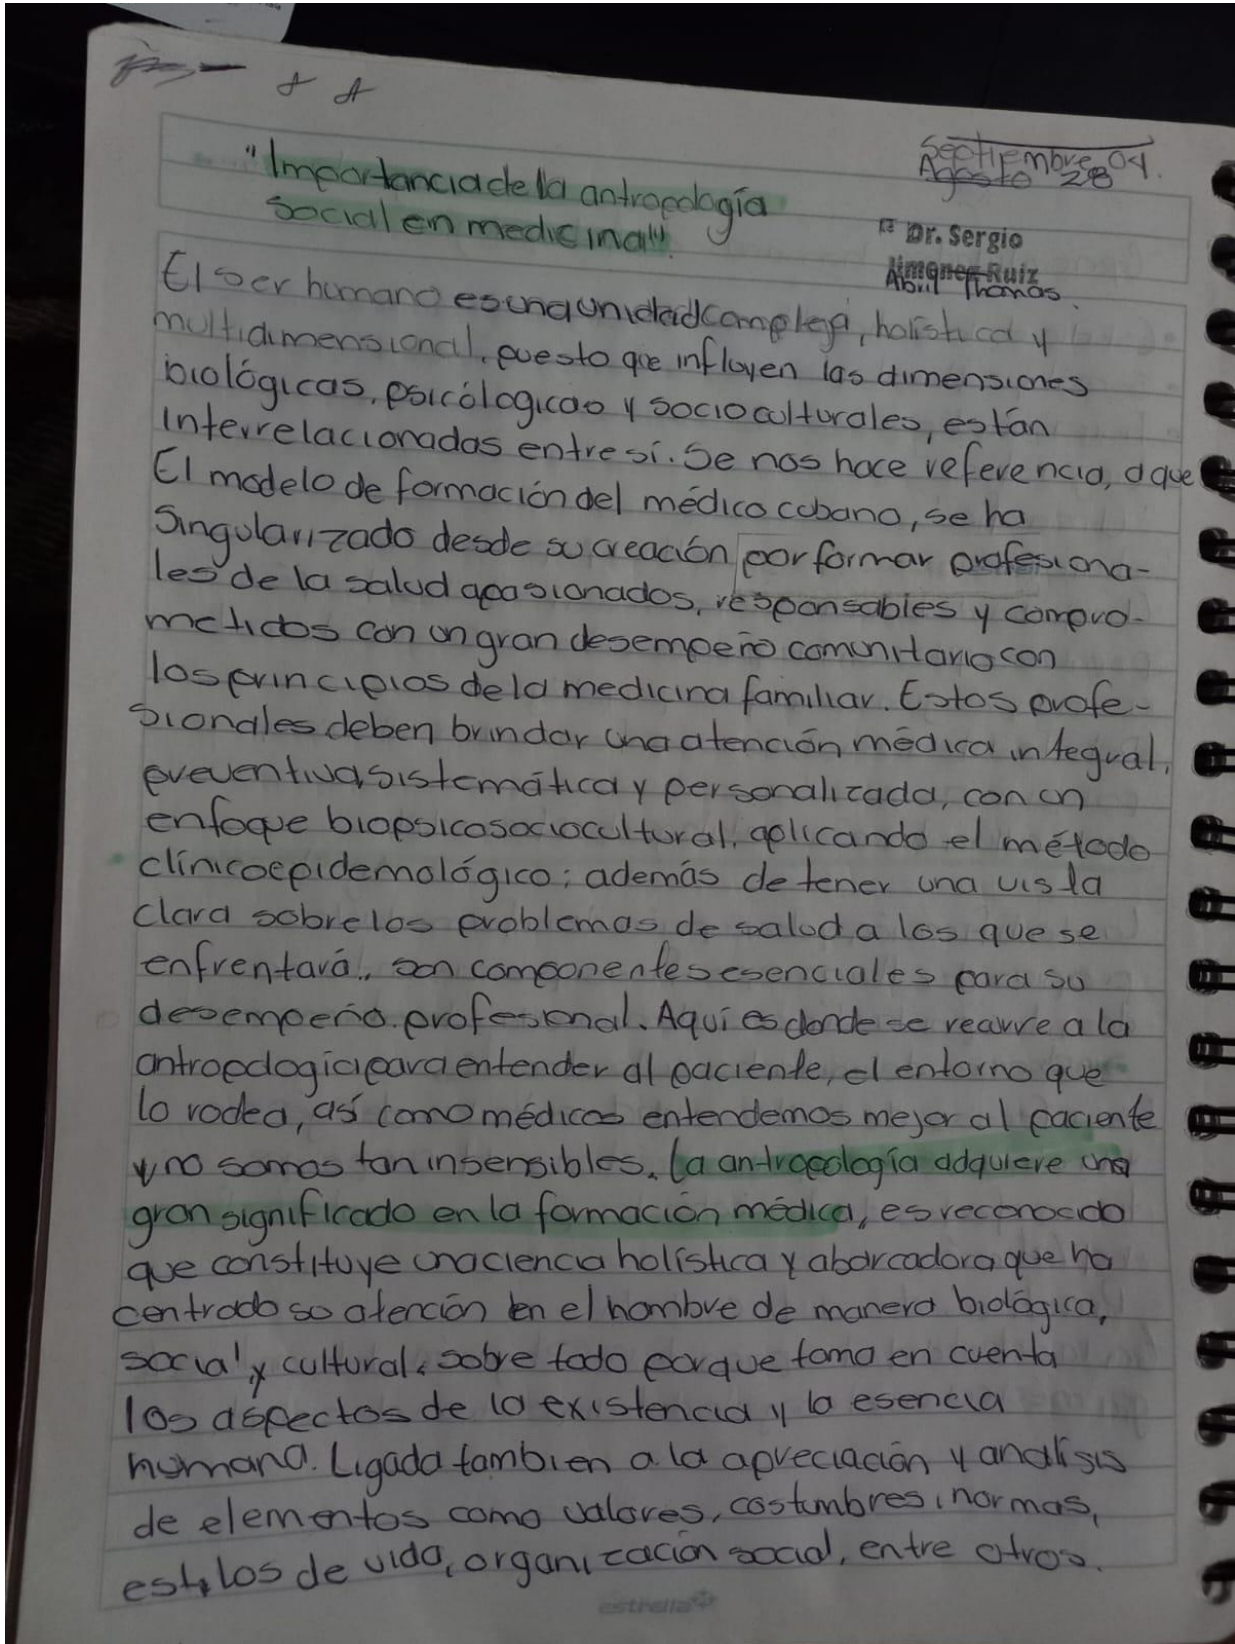 Septiembre 04.
Agosto 28
"Importancia de la antropología
social en medicina"
Dr. Sergio
Jimenez Ruiz
Abril Thomas.
El ser humano es una unidad compleja, holística y
multidimensional, puesto que influyen las dimensiones
biológicas, psicólogicas y socioculturales, están
interrelacionadas entre sí. Se nos hace referencia, a que
El modelo de formación del médico cubano, se ha
Singularizado desde su creación por formar profesiona-
les de la salud apasionados, responsables y compro-
metidos con un gran desempeño comunitario con
los principios de la medicina familiar. Estos profe-
sionales deben brindar una atención médica integral,
preventiva, sistemática y personalizada, con un
enfoque biopsicosociocultural, aplicando el método
clínicoepidemológico; además de tener una vista
clara sobre los problemas de salud a los que se
enfrentará., son componentes esenciales para su
desempeño profesional. Aquí es donde se recurre a la
antropología para entender al paciente, el entorno que
lo rodea, así como médicos entendemos mejor al paciente
y no somos tan insensibles. La antropología adquiere una
gran significado en la formación médica, es reconocido
que constituye una ciencia holística y abarcadora que ha
centrado su atención en el hombre de manera biológica,
social y cultural, sobre todo porque toma en cuenta
los aspectos de la existencia y la esencia
humana. Ligada tambien a la apreciación y analísis
de elementos como valores, costumbres, normas,
estilos de vida, organización social, entre otros.
estrella